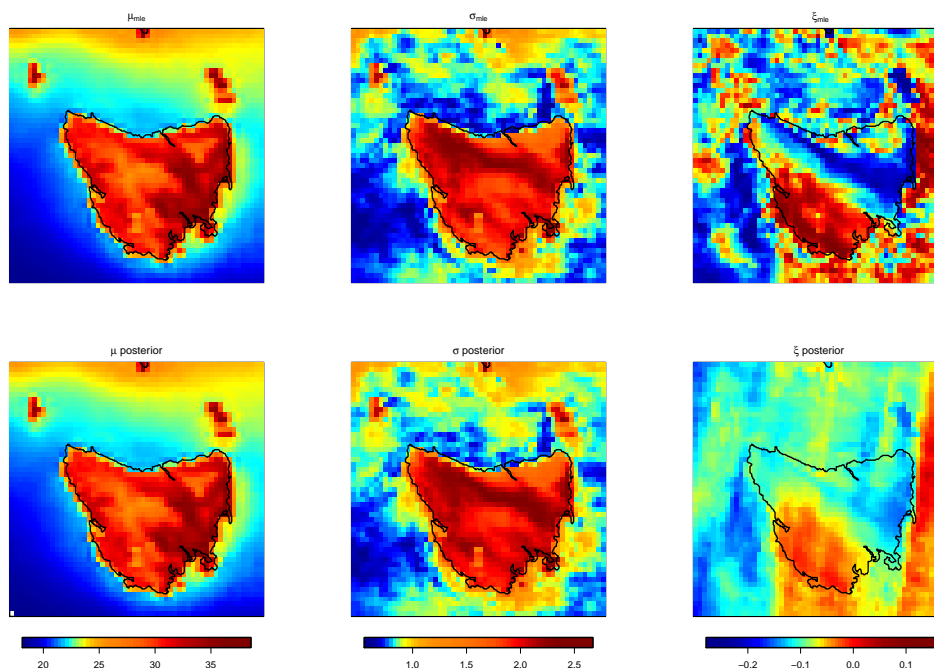 μmle
σmle
ξmle
μ posterior
σ posterior
ξ posterior
20 25 30 35
1.0 1.5 2.0 2.5
−0.2 −0.1 0.0 0.1